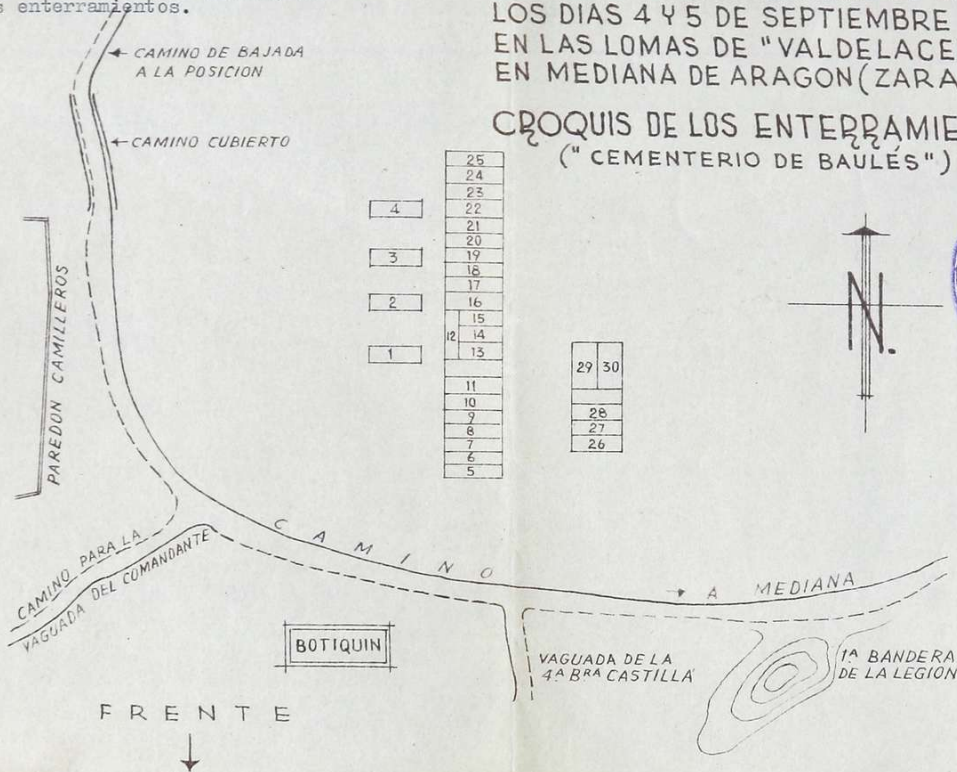 enterramientos.
LOS DIAS 4 Y 5 DE SEPTIEMBRE
EN LAS LOMAS DE "VALDELACE
EN MEDIANA DE ARAGON (ZARA
CROQUIS DE LOS ENTERRAMIE
("CEMENTERIO DE BAULÉS")
CAMINO DE BAJADA
A LA POSICION
CAMINO CUBIERTO
PAREDON CAMILLEROS
4
3
2
1
25
24
23
22
21
20
19
18
17
16
15
14
13
12
11
10
9
8
7
6
5
29 30
28
27
26
N.
CAMINO A MEDIANA
CAMINO PARA LA
VAGUADA DEL COMANDANTE
BOTIQUIN
VAGUADA DE LA
4ª BRA CASTILLA
1ª BANDERA
DE LA LEGION
FRENTE